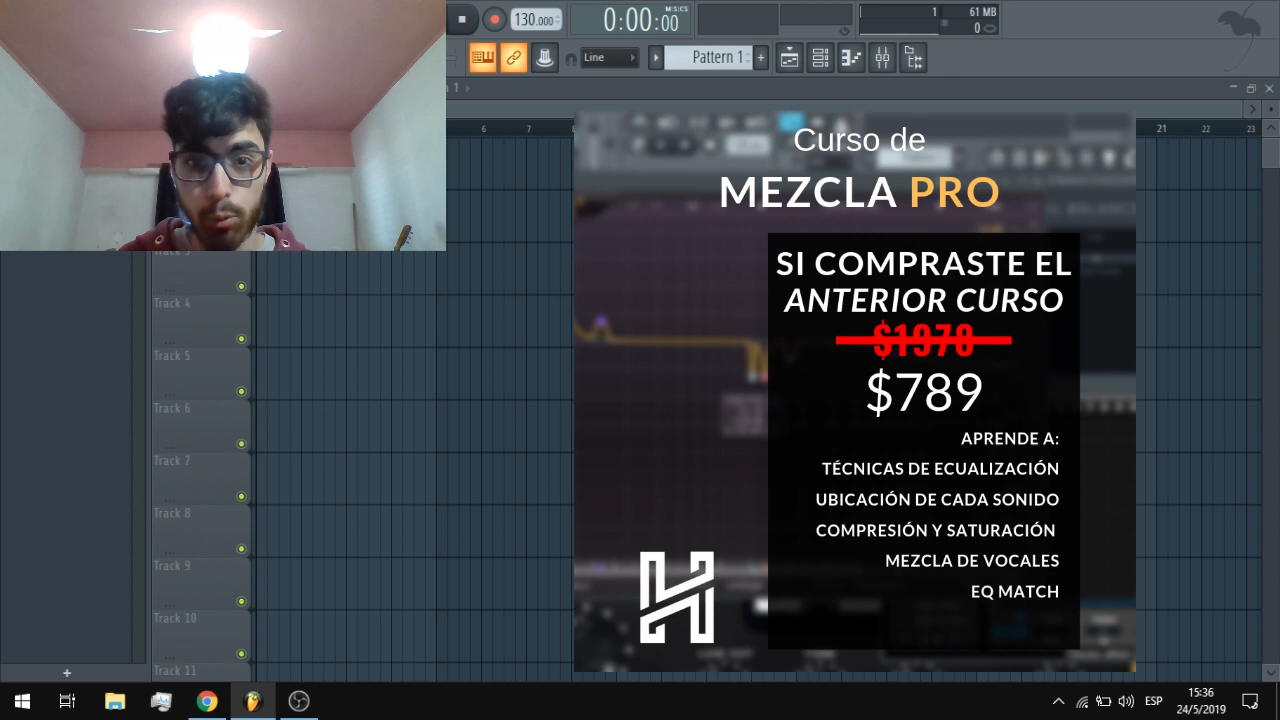 130.000
0:00:00
M:S:CS
1
61 MB
0
Line
Pattern 1
6
7
21
22
23
Curso de
MEZCLA PRO
SI COMPRASTE EL
ANTERIOR CURSO
$1978
$789
APRENDE A:
TÉCNICAS DE ECUALIZACIÓN
UBICACIÓN DE CADA SONIDO
COMPRESIÓN Y SATURACIÓN
MEZCLA DE VOCALES
EQ MATCH
H
Track 4
Track 5
Track 6
Track 7
Track 8
Track 9
Track 10
Track 11
ESP
15:36
24/5/2019